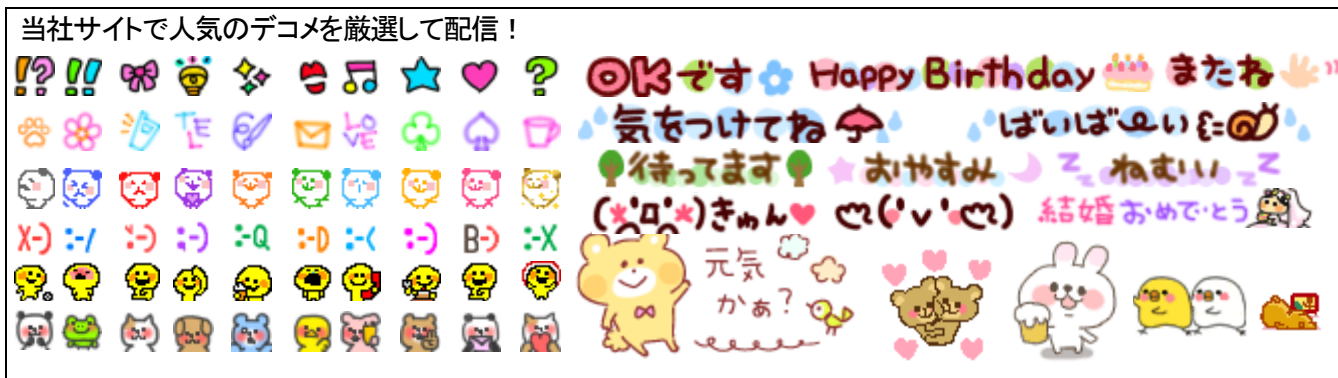 当社サイトで人気のデコメを厳選して配信！
!? !! ?
OKです Happy Birthday またね
TEL LOVE
気をつけてね ばいばーい
待ってます おやすみ ねむいい
(*'ロ'*)きゅん♥ ლ('v'ლ) 結婚おめでとう
X-) :-/ :-) ;-) :-Q :-D :-( :-) B-) :-X
元気
かぁ?